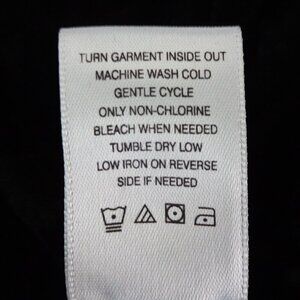 TURN GARMENT INSIDE OUT
MACHINE WASH COLD
GENTLE CYCLE
ONLY NON-CHLORINE
BLEACH WHEN NEEDED
TUMBLE DRY LOW
LOW IRON ON REVERSE
SIDE IF NEEDED